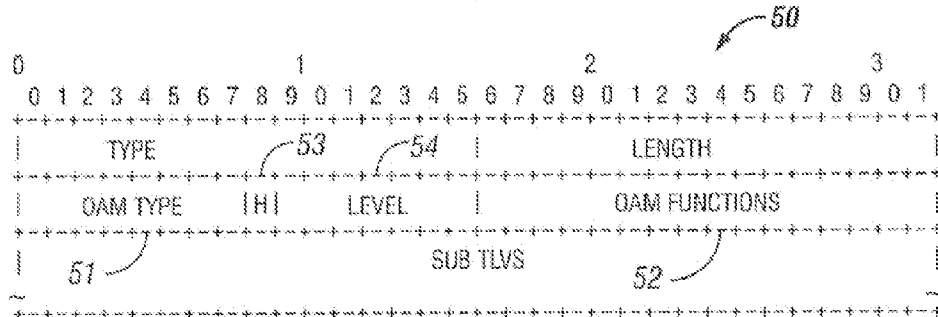 50
0 1 2 3
0 1 2 3 4 5 6 7 8 9 0 1 2 3 4 5 6 7 8 9 0 1 2 3 4 5 6 7 8 9 0 1
TYPE 53 54 | LENGTH
| OAM TYPE |H| LEVEL | OAM FUNCTIONS |
51 SUB TLVS 52